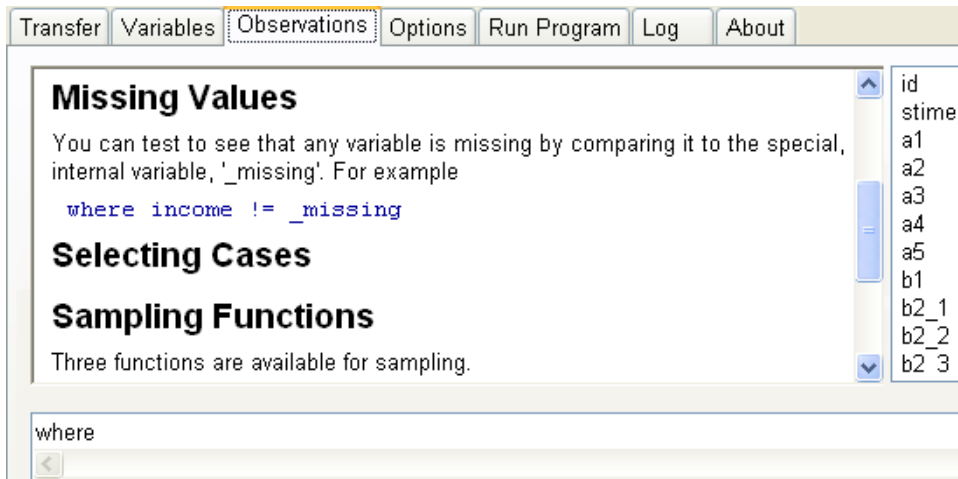 Transfer Variables Observations Options Run Program Log About
Missing Values
You can test to see that any variable is missing by comparing it to the special,
internal variable, '_missing'. For example
where income != _missing
Selecting Cases
Sampling Functions
Three functions are available for sampling.
id
stime
a1
a2
a3
a4
a5
b1
b2_1
b2_2
b2_3
where